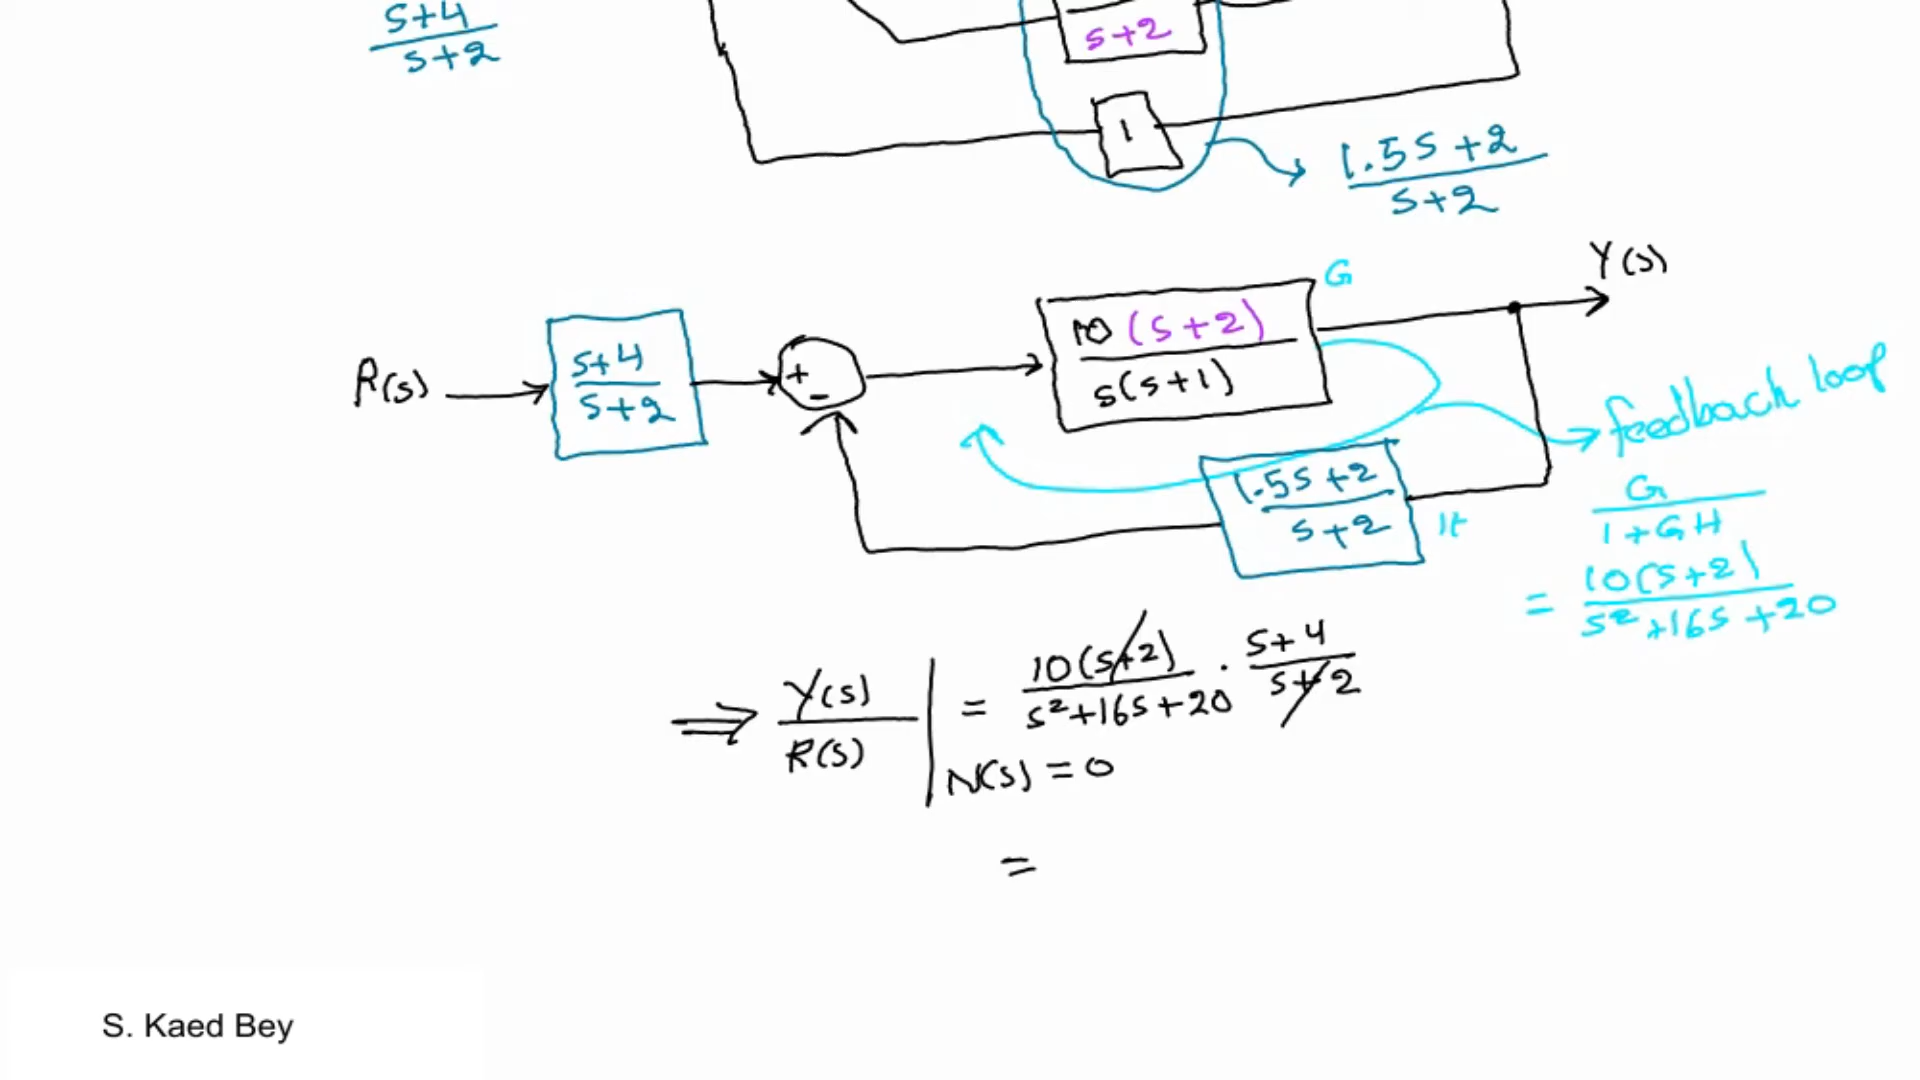 s+4
s+2
s+2
1
1.5s+2
s+2
Y(s)
G
R(s)
s+4
s+2
+
-
10(s+2)
s(s+1)
feedback loop
1.5s+2
s+2
H
G
1+GH
= 10(s+2)
s²+16s+20
⇒ Y(s)
R(s)
= 10(s+2) . s+4
s²+16s+20 s+2
N(s) = 0
=
S. Kaed Bey